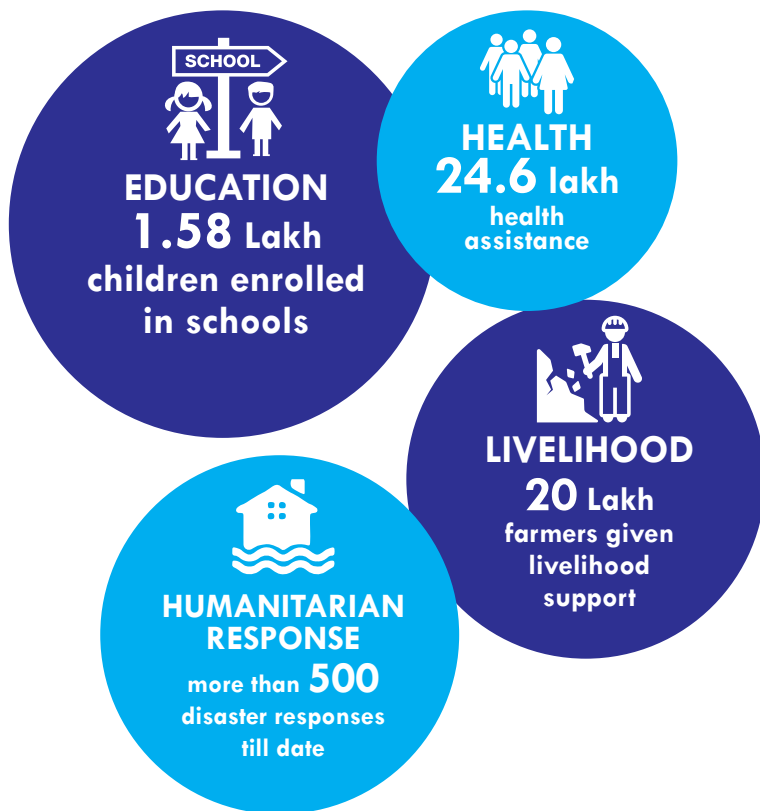 SCHOOL
EDUCATION
1.58 Lakh
children enrolled
in schools
HEALTH
24.6 lakh
health
assistance
LIVELIHOOD
20 Lakh
farmers given
livelihood
support
HUMANITARIAN
RESPONSE
more than 500
disaster responses
till date